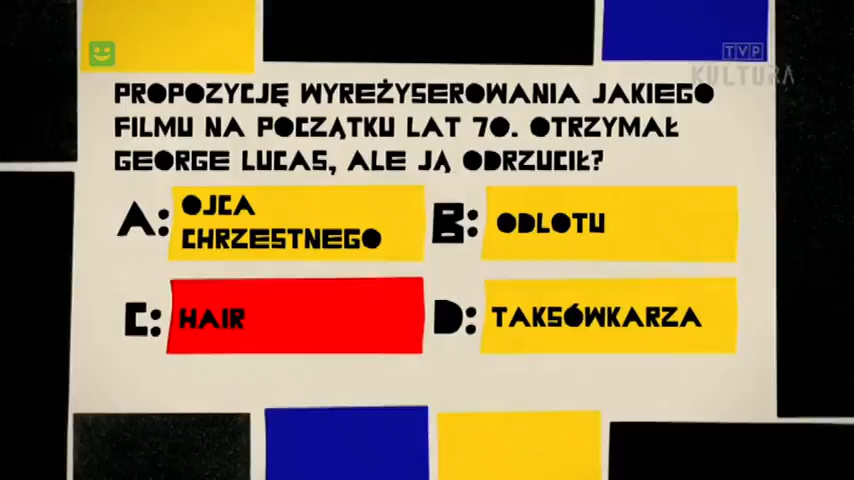 TVP
KULTURA
PROPOZYCJĘ WYREŻYSEROWANIA JAKIEGO
FILMU NA POCZĄTKU LAT 70. OTRZYMAŁ
GEORGE LUCAS, ALE JĄ ODRZUCIŁ?
A: OJCA
CHRZESTNEGO
B: ODLOTU
C: HAIR
D: TAKSÓWKARZA